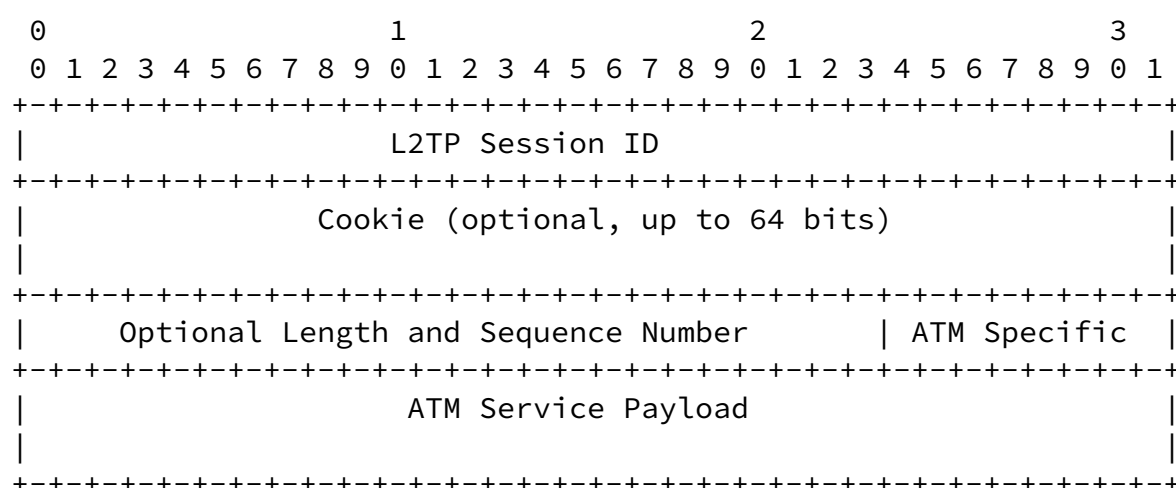 0                   1                   2                   3
 0 1 2 3 4 5 6 7 8 9 0 1 2 3 4 5 6 7 8 9 0 1 2 3 4 5 6 7 8 9 0 1
+-+-+-+-+-+-+-+-+-+-+-+-+-+-+-+-+-+-+-+-+-+-+-+-+-+-+-+-+-+-+-+-+
|                    L2TP Session ID                            |
+-+-+-+-+-+-+-+-+-+-+-+-+-+-+-+-+-+-+-+-+-+-+-+-+-+-+-+-+-+-+-+-+
|                Cookie (optional, up to 64 bits)               |
|                                                               |
+-+-+-+-+-+-+-+-+-+-+-+-+-+-+-+-+-+-+-+-+-+-+-+-+-+-+-+-+-+-+-+-+
|     Optional Length and Sequence Number       | ATM Specific  |
+-+-+-+-+-+-+-+-+-+-+-+-+-+-+-+-+-+-+-+-+-+-+-+-+-+-+-+-+-+-+-+-+
|                     ATM Service Payload                       |
|                                                               |
+-+-+-+-+-+-+-+-+-+-+-+-+-+-+-+-+-+-+-+-+-+-+-+-+-+-+-+-+-+-+-+-+